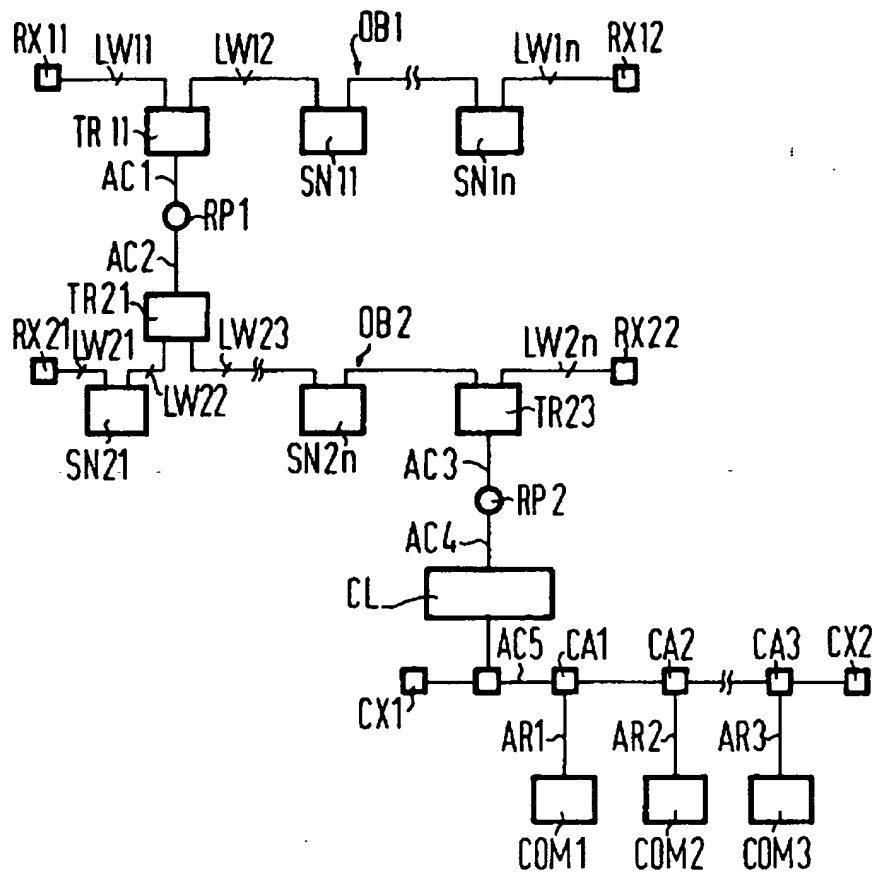 RX11 LW11 LW12 OB1 LW1n RX12
TR11 SN11 SN1n
AC1
RP1
AC2
TR21
RX21 LW21 LW23 OB2 LW2n RX22
LW22 TR23
SN21 SN2n
AC3
RP2
AC4
CL
AC5 CA1 CA2 CA3 CX2
CX1
AR1 AR2 AR3
COM1 COM2 COM3